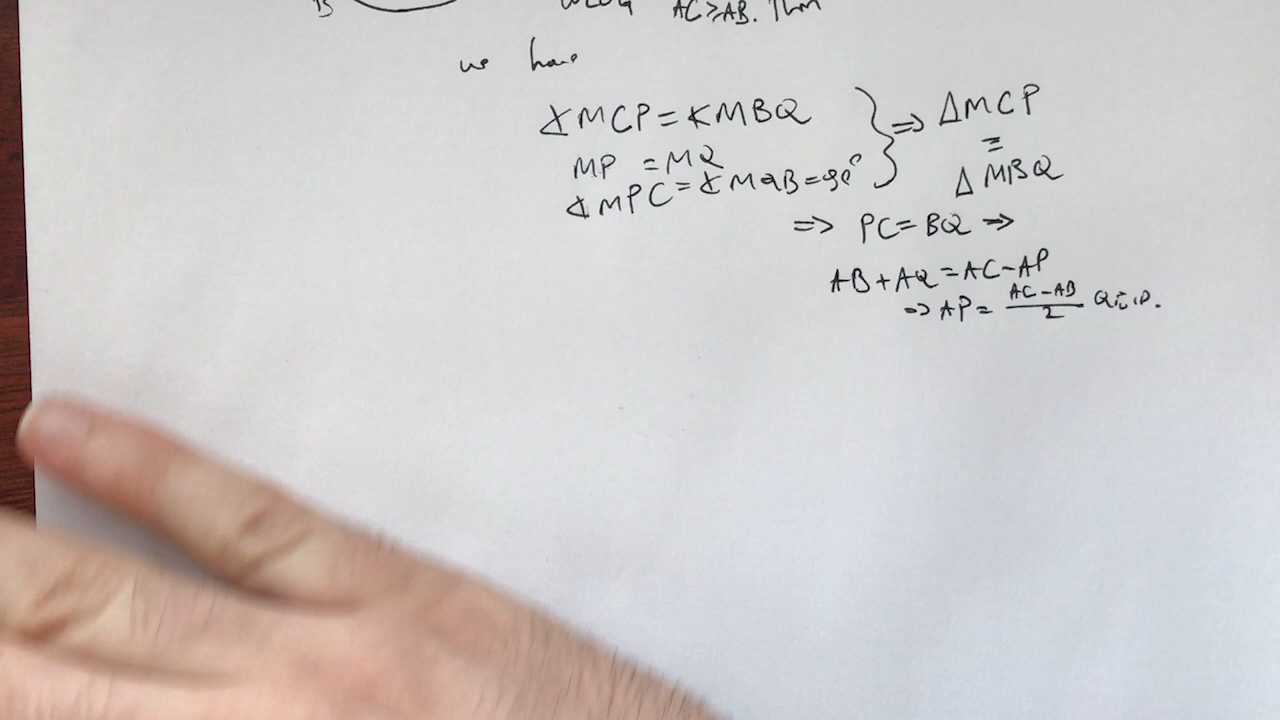 B WLOG AC≥AB. Then
we have
∢MCP=∢MBQ
MP =MQ
∢MPC=∢MQB=90°
} ⇒ ΔMCP
≡
ΔMBQ
⇒ PC=BQ ⇒
AB+AQ=AC-AP
⇒ AP= \frac{AC-AB}{2} Q.E.D.